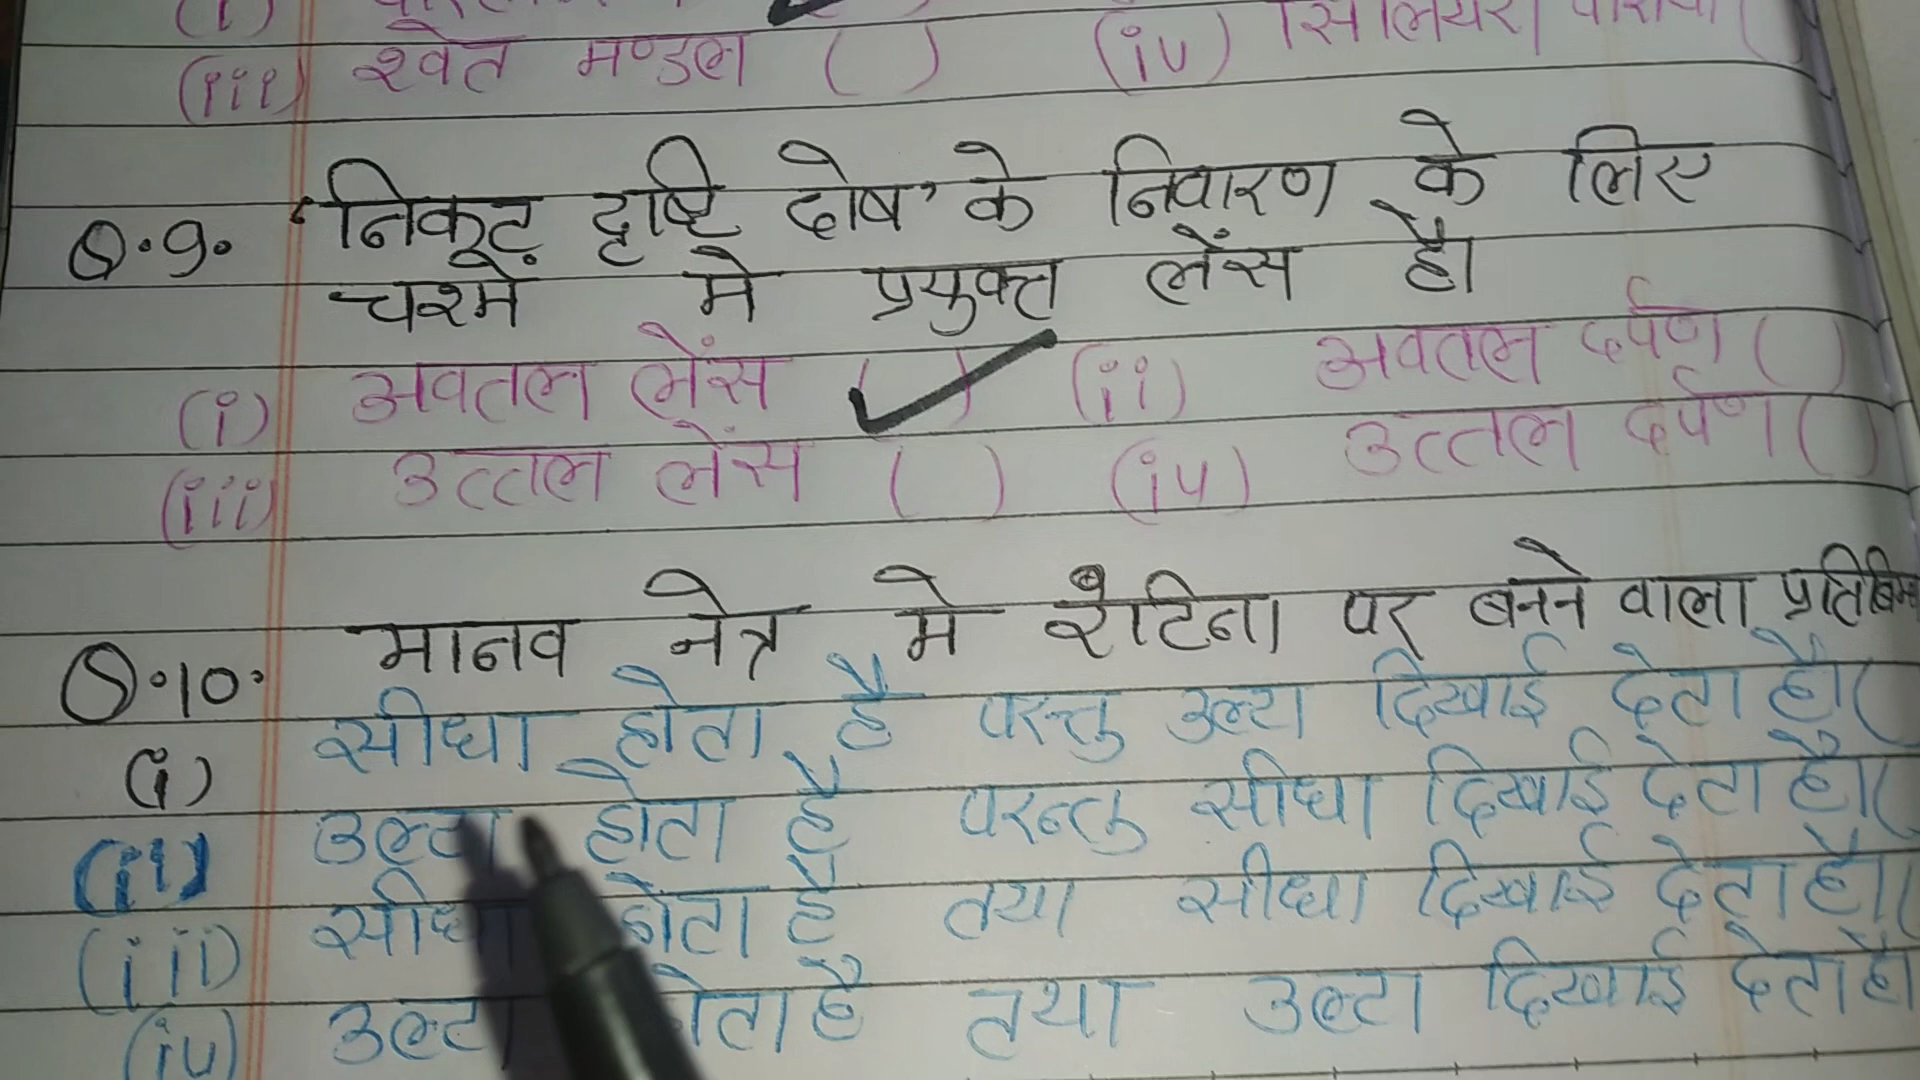 (iii) श्वेत मण्डल ( ) (iv)
Q.9. 'निकट दृष्टि दोष' के निवारण के लिए
चश्में में प्रयुक्त लेंस है।
(i) अवतल लेंस ( ) (ii) अवतल दर्पण ( )
(iii) उत्तल लेंस ( ) (iv) उत्तल दर्पण ( )
Q.10. मानव नेत्र में रेटिना पर बनने वाला प्रतिबिम्ब
(i) सीधा होता है परन्तु उल्टा दिखाई देता है। (
(ii) उल्टा होता है परन्तु सीधा दिखाई देता है। (
(iii) सीधा होता है तथा सीधा दिखाई देता है। (
(iv) उल्टा होता है तथा उल्टा दिखाई देता है